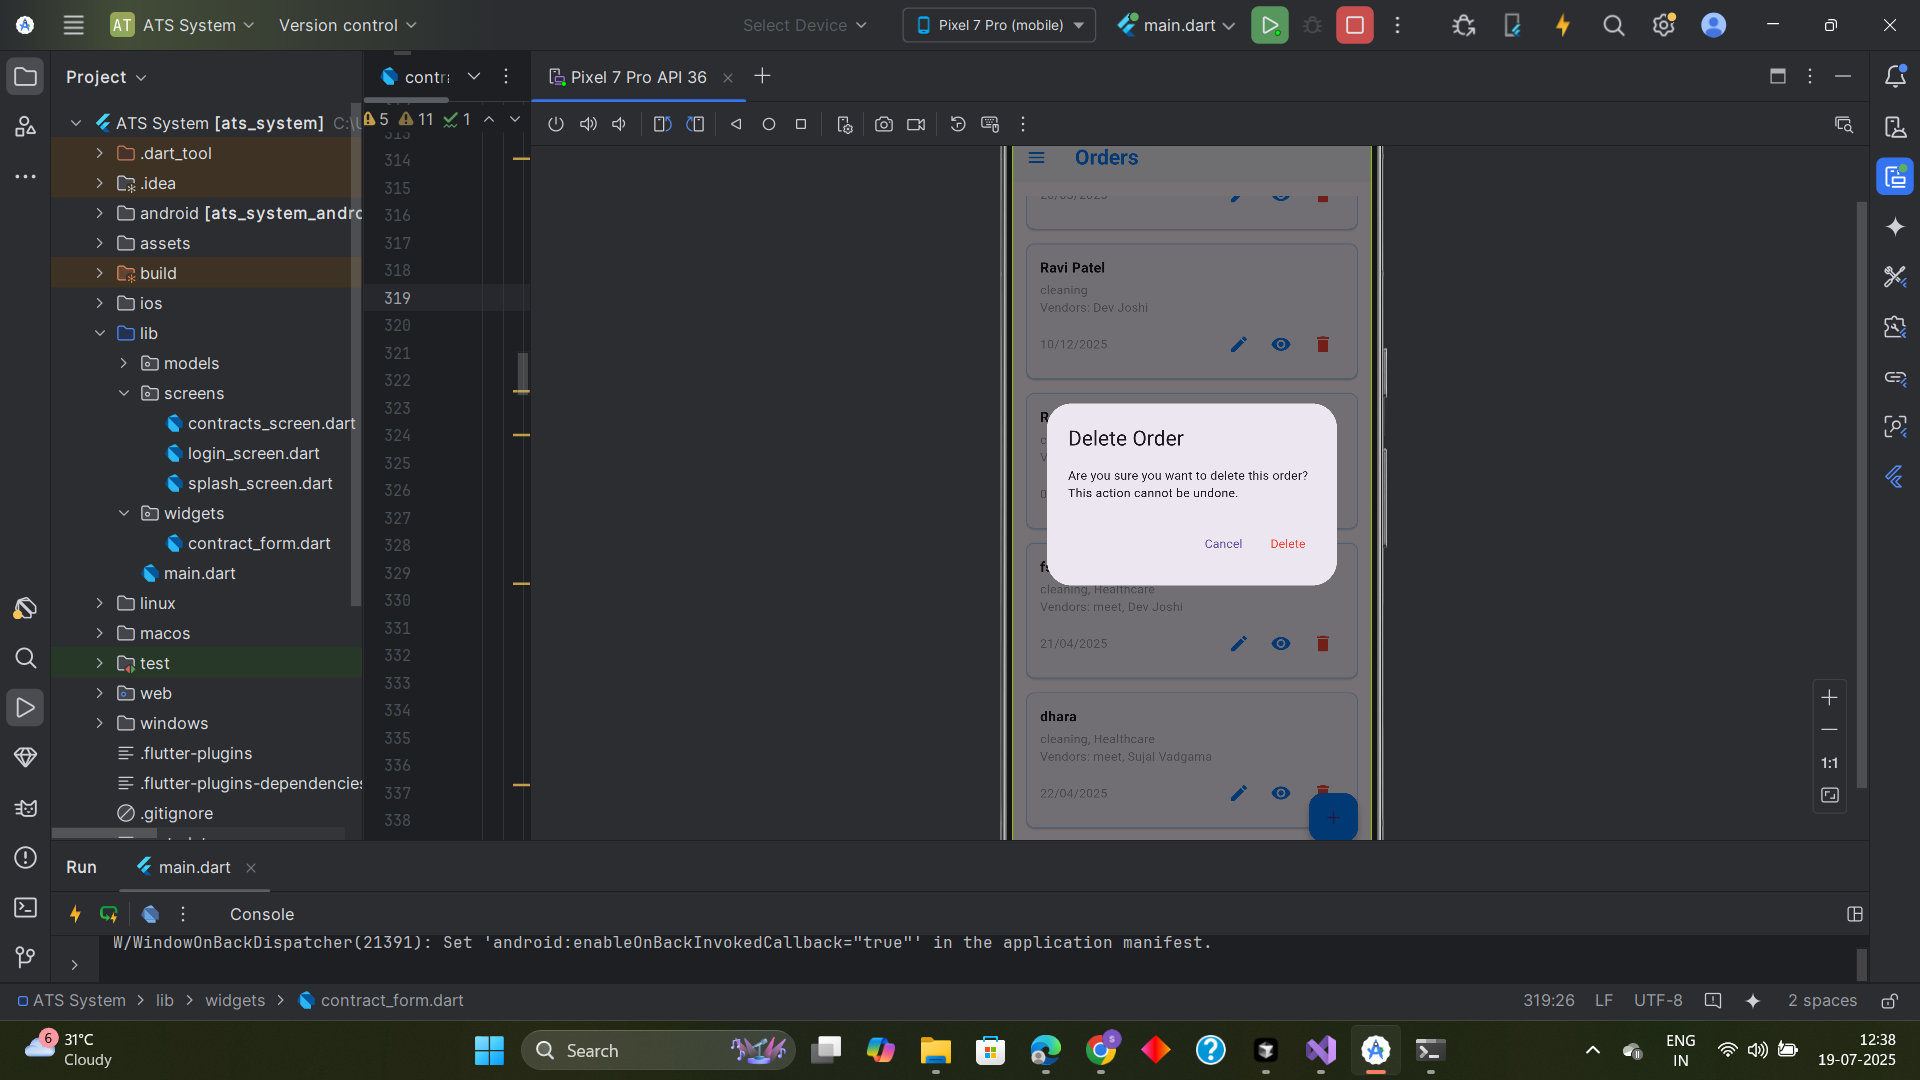 AT ATS System Version control Select Device Pixel 7 Pro (mobile) main.dart
Project contr Pixel 7 Pro API 36
ATS System [ats_system] C:\U 5 11 1
.dart_tool
.idea
android [ats_system_andro
assets
build
ios
lib
models
screens
contracts_screen.dart
login_screen.dart
splash_screen.dart
widgets
contract_form.dart
main.dart
linux
macos
test
web
windows
.flutter-plugins
.flutter-plugins-dependencies
.gitignore
313
314
315
316
317
318
319
320
321
322
323
324
325
326
327
328
329
330
331
332
333
334
335
336
337
338
Orders
Ravi Patel
cleaning
Vendors: Dev Joshi
10/12/2025
Delete Order
Are you sure you want to delete this order?
This action cannot be undone.
Cancel Delete
cleaning, Healthcare
Vendors: meet, Dev Joshi
21/04/2025
dhara
cleaning, Healthcare
Vendors: meet, Sujal Vadgama
22/04/2025
+
1:1
Run main.dart
Console
W/WindowOnBackDispatcher(21391): Set 'android:enableOnBackInvokedCallback="true"' in the application manifest.
ATS System > lib > widgets > contract_form.dart 319:26 LF UTF-8 2 spaces
6 31°C
Cloudy
Search
ENG
IN
12:38
19-07-2025